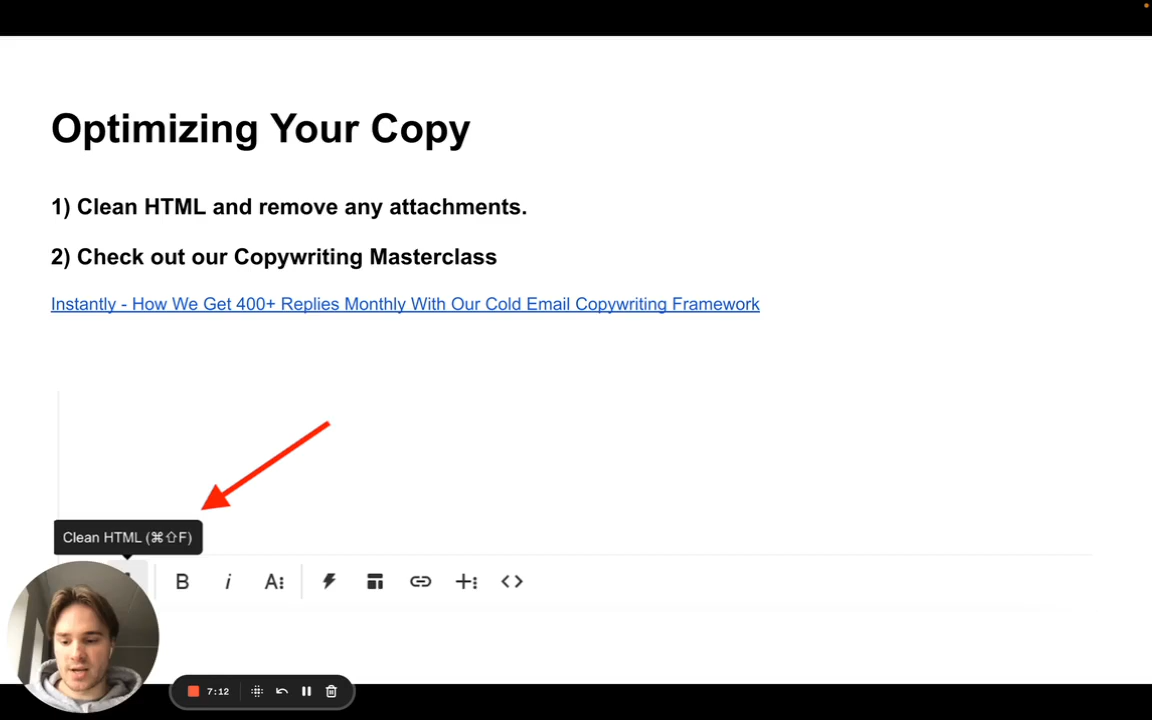 Optimizing Your Copy
1) Clean HTML and remove any attachments.
2) Check out our Copywriting Masterclass
Instantly - How We Get 400+ Replies Monthly With Our Cold Email Copywriting Framework
Clean HTML (⌘⇧F)
B i A
7:12